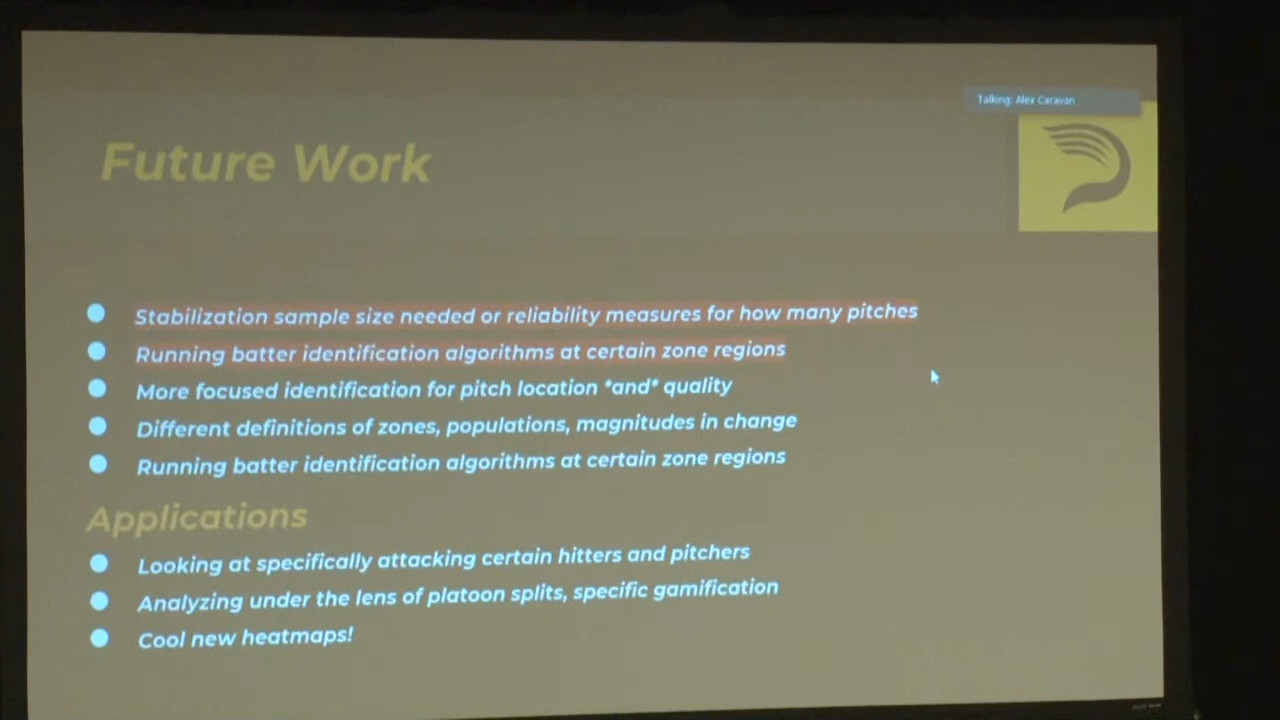 Talking: Alex Caravan
Future Work
Stabilization sample size needed or reliability measures for how many pitches
Running batter identification algorithms at certain zone regions
More focused identification for pitch location *and* quality
Different definitions of zones, populations, magnitudes in change
Running batter identification algorithms at certain zone regions
Applications
Looking at specifically attacking certain hitters and pitchers
Analyzing under the lens of platoon splits, specific gamification
Cool new heatmaps!